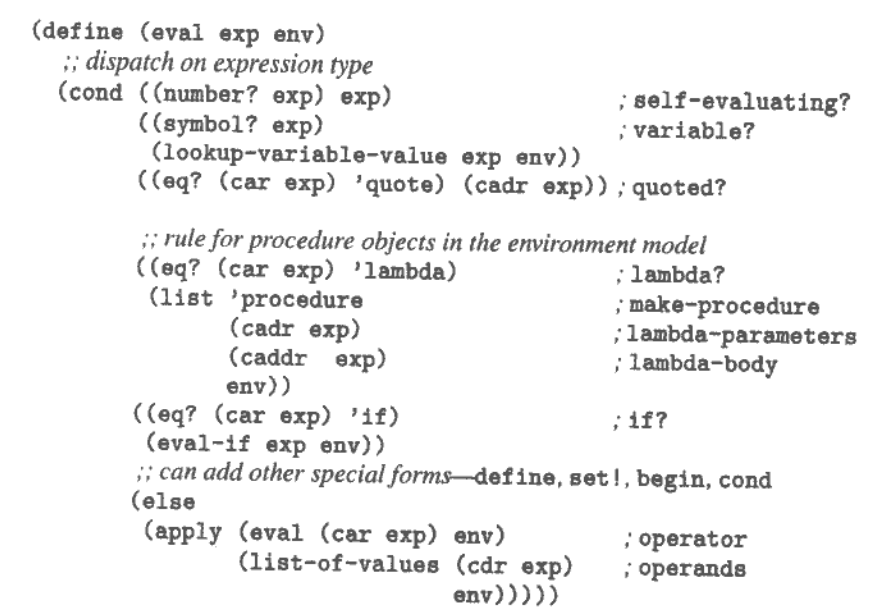 (define (eval exp env)
;; dispatch on expression type
(cond ((number? exp) exp) ; self-evaluating?
((symbol? exp) ; variable?
(lookup-variable-value exp env))
((eq? (car exp) 'quote) (cadr exp)) ; quoted?
;; rule for procedure objects in the environment model
((eq? (car exp) 'lambda) ; lambda?
(list 'procedure ; make-procedure
(cadr exp) ; lambda-parameters
(caddr exp) ; lambda-body
env))
((eq? (car exp) 'if) ; if?
(eval-if exp env))
;; can add other special forms—define, set!, begin, cond
(else
(apply (eval (car exp) env) ; operator
(list-of-values (cdr exp) ; operands
env)))))